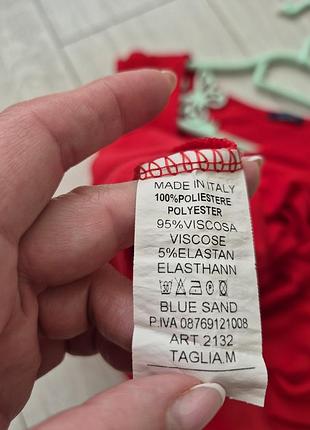 MADE IN ITALY
100%POLIESTERE
POLYESTER
95%VISCOSA
VISCOSE
5%ELASTAN
ELASTHANN
BLUE SAND
P.IVA 08769121008
ART 2132
TAGLIA.M